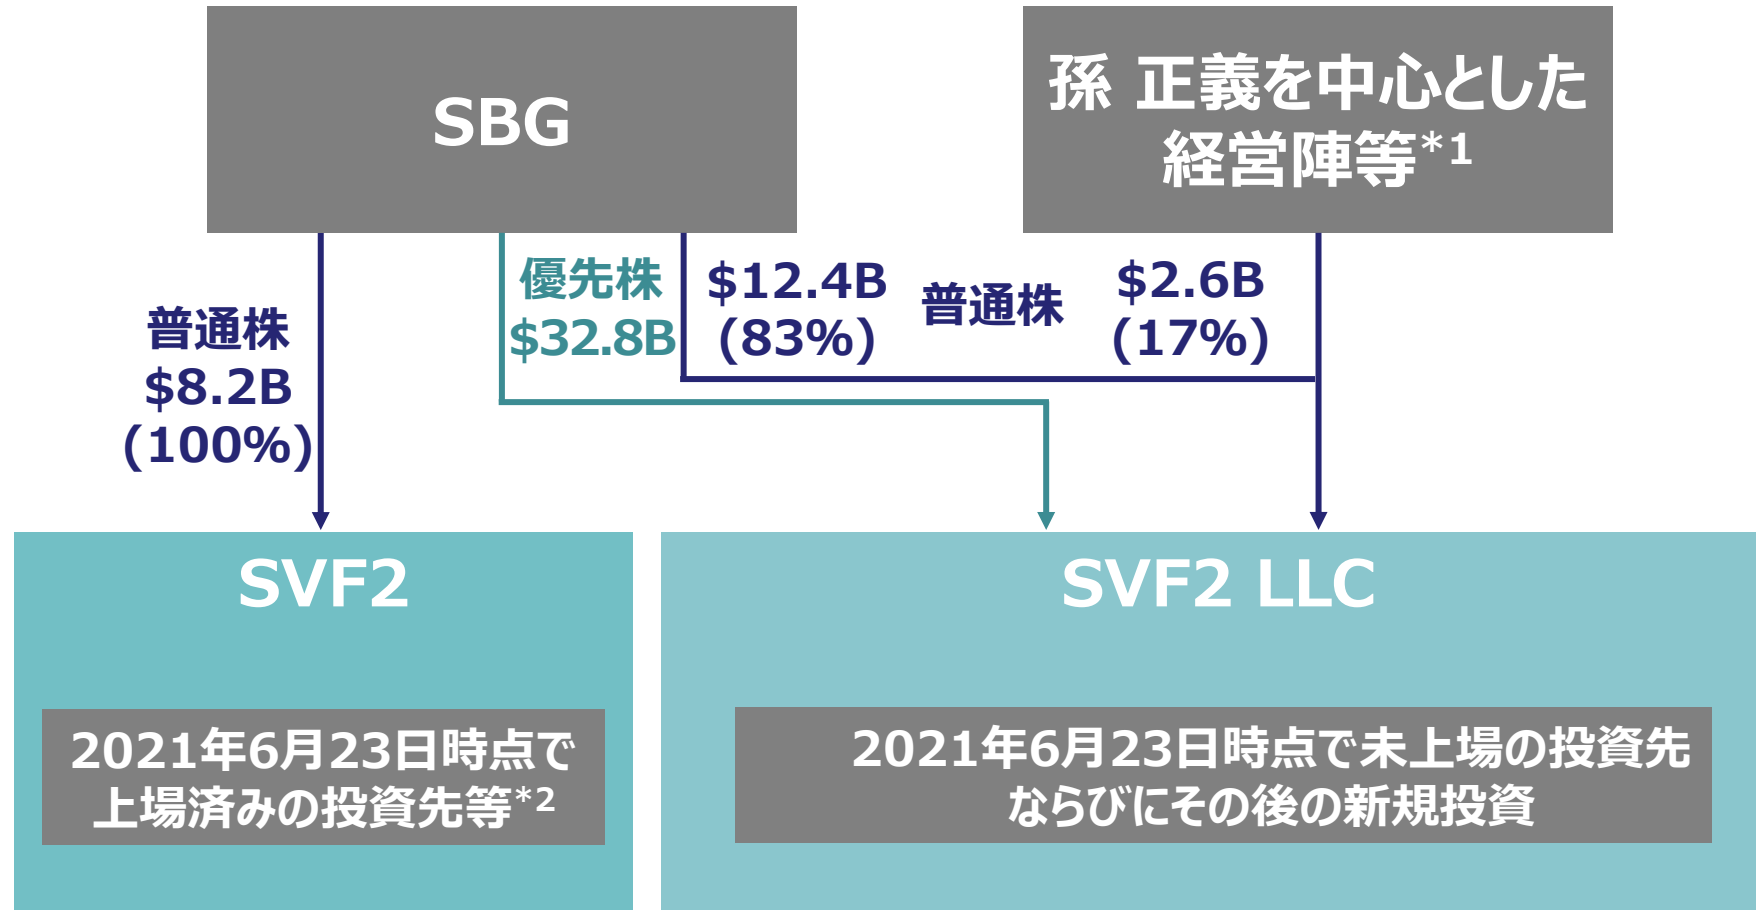 SBG
孫 正義を中心とした
経営陣等*1
普通株
$8.2B
(100%)
優先株
$32.8B
$12.4B
(83%)
普通株
$2.6B
(17%)
SVF2
2021年6月23日時点で
上場済みの投資先等*2
SVF2 LLC
2021年6月23日時点で未上場の投資先
ならびにその後の新規投資